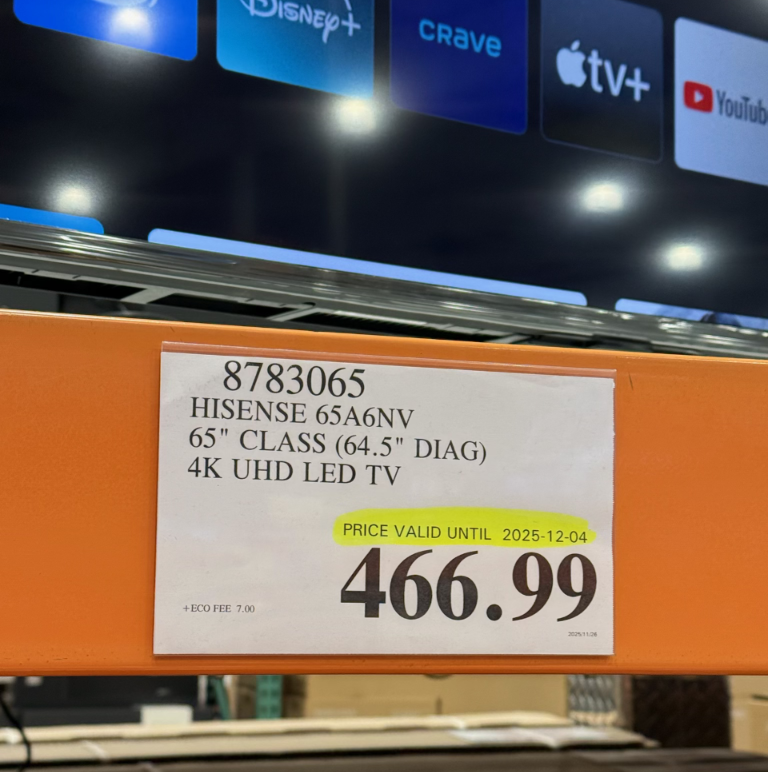 Disney+
crave
tv+
YouTub
8783065
HISENSE 65A6NV
65" CLASS (64.5" DIAG)
4K UHD LED TV
PRICE VALID UNTIL 2025-12-04
466.99
+ECO FEE 7.00
2025/11/28